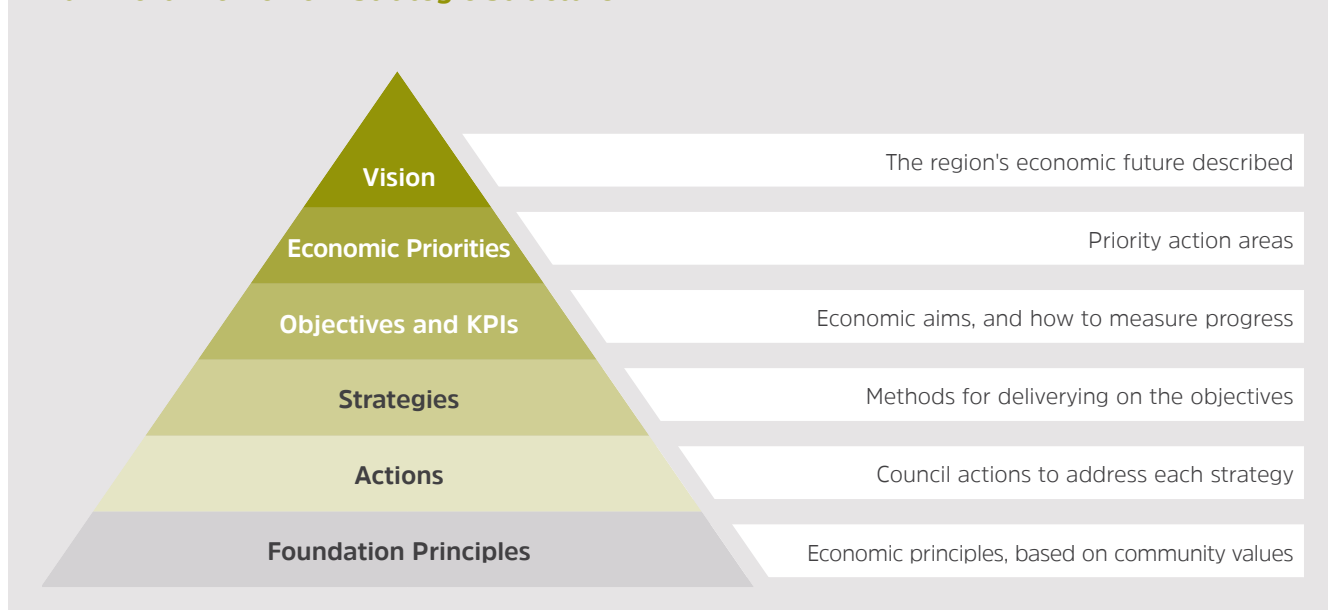 Vision
The region's economic future described
Economic Priorities
Priority action areas
Objectives and KPIs
Economic aims, and how to measure progress
Strategies
Methods for deliverying on the objectives
Actions
Council actions to address each strategy
Foundation Principles
Economic principles, based on community values